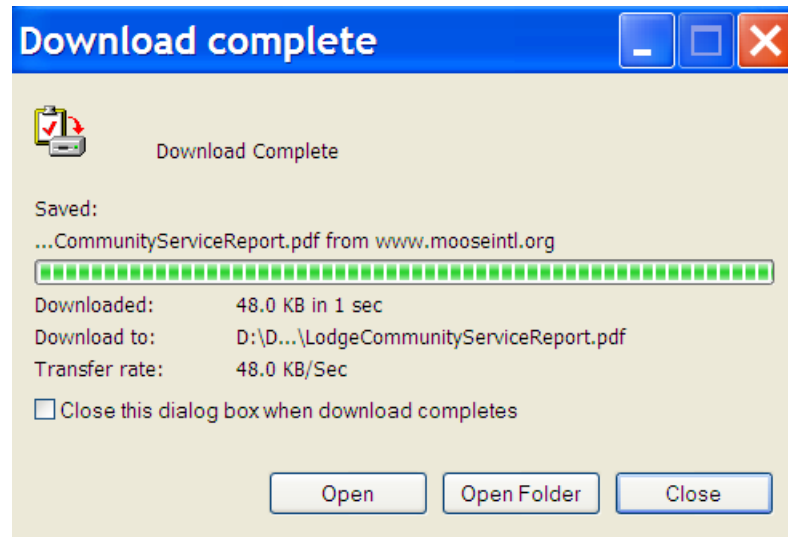 Download complete
Download Complete
Saved:
...CommunityServiceReport.pdf from www.mooseintl.org
Downloaded: 48.0 KB in 1 sec
Download to: D:\D...\LodgeCommunityServiceReport.pdf
Transfer rate: 48.0 KB/Sec
Close this dialog box when download completes
Open Open Folder Close